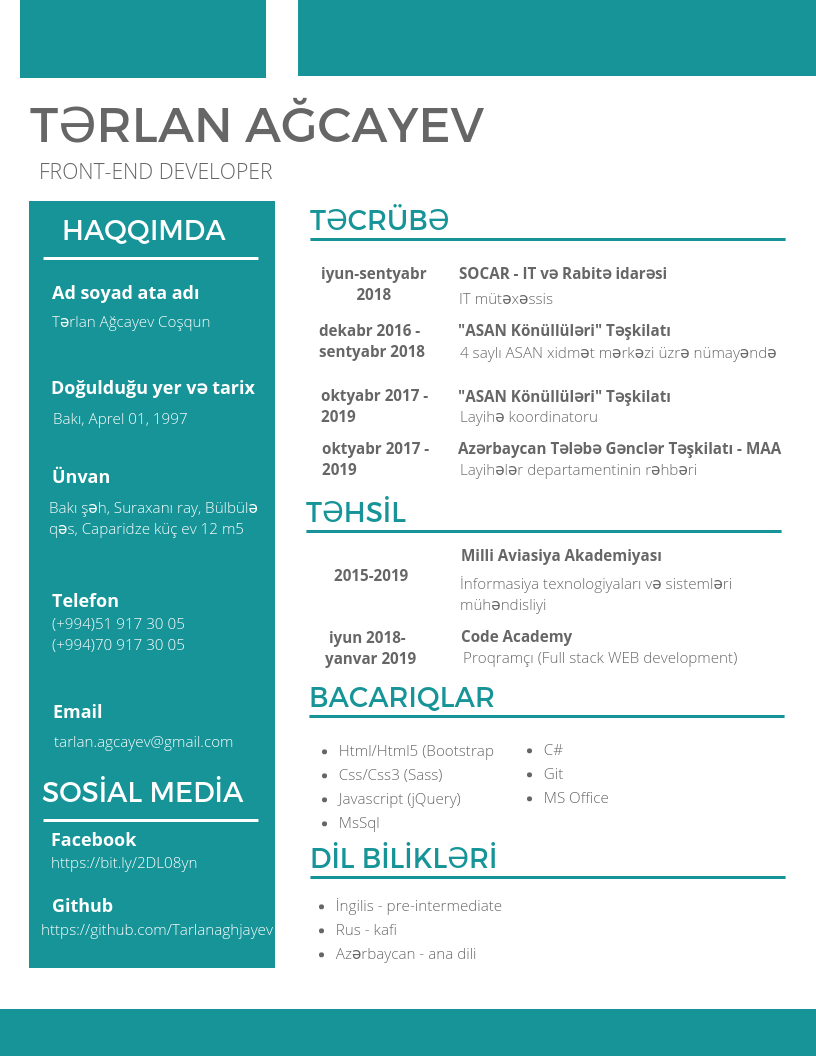 TƏRLAN AĞCAYEV
FRONT-END DEVELOPER
HAQQIMDA
Ad soyad ata adı
Tərlan Ağcayev Coşqun
Doğulduğu yer və tarix
Bakı, Aprel 01, 1997
Ünvan
Bakı şəh, Suraxanı ray, Bülbülə
qəs, Caparidze küç ev 12 m5
Telefon
(+994)51 917 30 05
(+994)70 917 30 05
Email
tarlan.agcayev@gmail.com
SOSİAL MEDİA
Facebook
https://bit.ly/2DL08yn
Github
https://github.com/Tarlanaghjayev
TƏCRÜBƏ
iyun-sentyabr
2018
SOCAR - IT və Rabitə idarəsi
IT mütəxəssis
dekabr 2016 -
sentyabr 2018
"ASAN Könüllüləri" Təşkilatı
4 saylı ASAN xidmət mərkəzi üzrə nümayəndə
oktyabr 2017 -
2019
"ASAN Könüllüləri" Təşkilatı
Layihə koordinatoru
oktyabr 2017 -
2019
Azərbaycan Tələbə Gənclər Təşkilatı - MAA
Layihələr departamentinin rəhbəri
TƏHSİL
2015-2019
Milli Aviasiya Akademiyası
İnformasiya texnologiyaları və sistemləri
mühəndisliyi
iyun 2018-
yanvar 2019
Code Academy
Proqramçı (Full stack WEB development)
BACARIQLAR
• Html/Html5 (Bootstrap
• Css/Css3 (Sass)
• Javascript (jQuery)
• MsSql
• C#
• Git
• MS Office
DİL BİLİKLƏRİ
• İngilis - pre-intermediate
• Rus - kafi
• Azərbaycan - ana dili